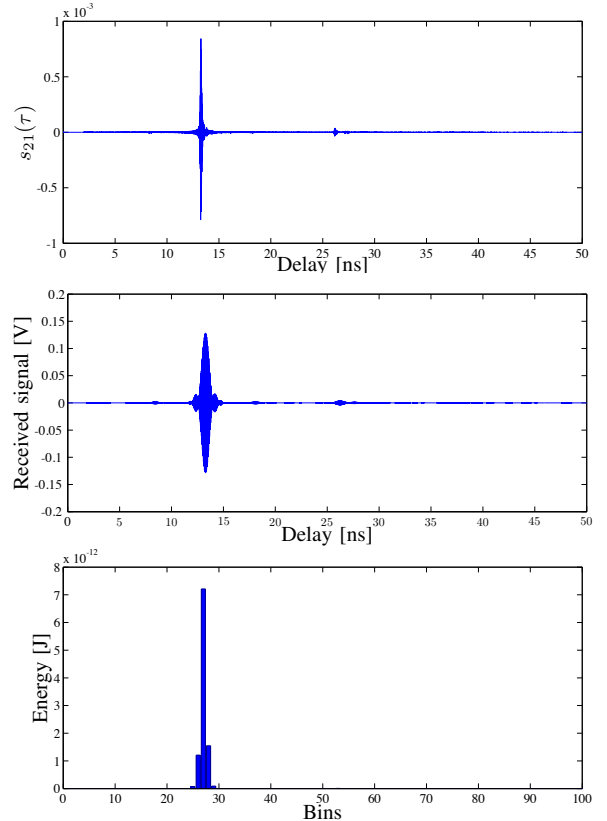 x 10⁻³
1
0.5
0
-0.5
-1
s₂₁(τ)
0 5 10 15 20 25 30 35 40 45 50
Delay [ns]
0.2
0.15
0.1
0.05
0
-0.05
-0.1
-0.15
-0.2
Received signal [V]
0 5 10 15 20 25 30 35 40 45 50
Delay [ns]
x 10⁻¹²
8
7
6
5
4
3
2
1
0
Energy [J]
0 10 20 30 40 50 60 70 80 90 100
Bins